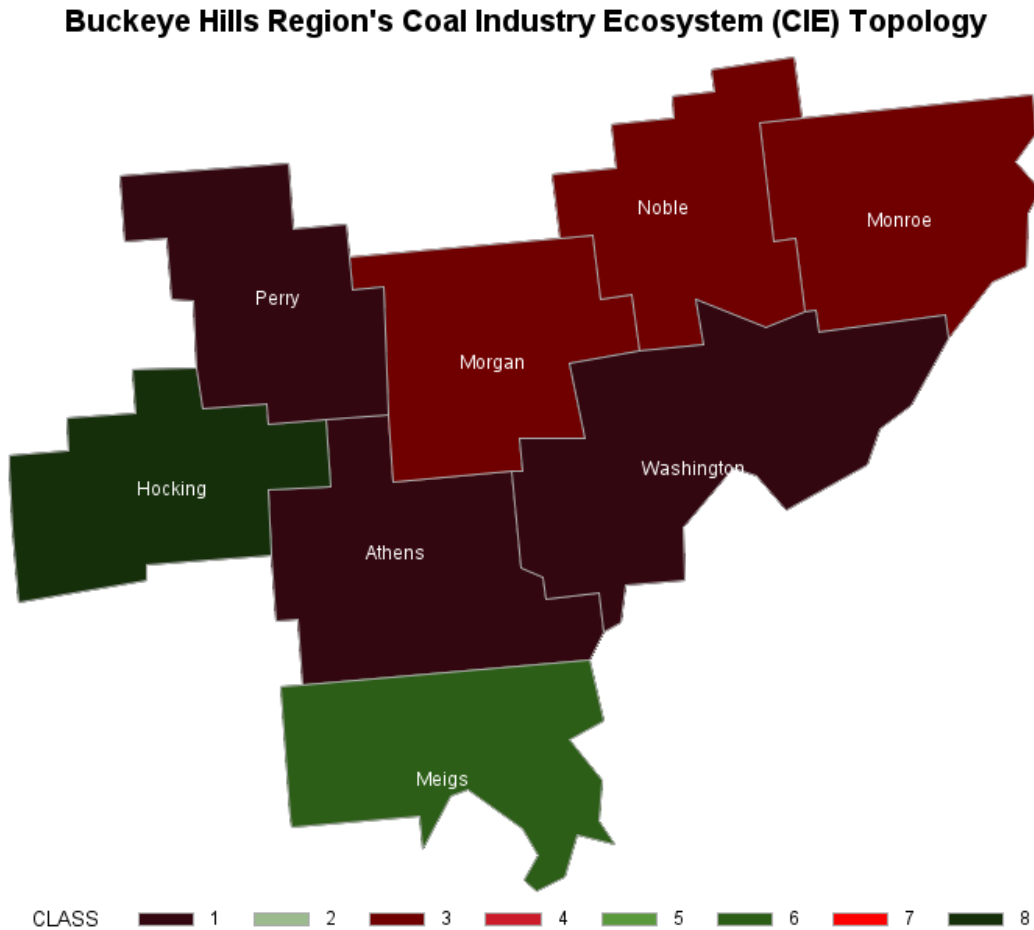 Buckeye Hills Region's Coal Industry Ecosystem (CIE) Topology
Noble
Monroe
Perry
Morgan
Washington
Hocking
Athens
Meigs
CLASS 1 2 3 4 5 6 7 8